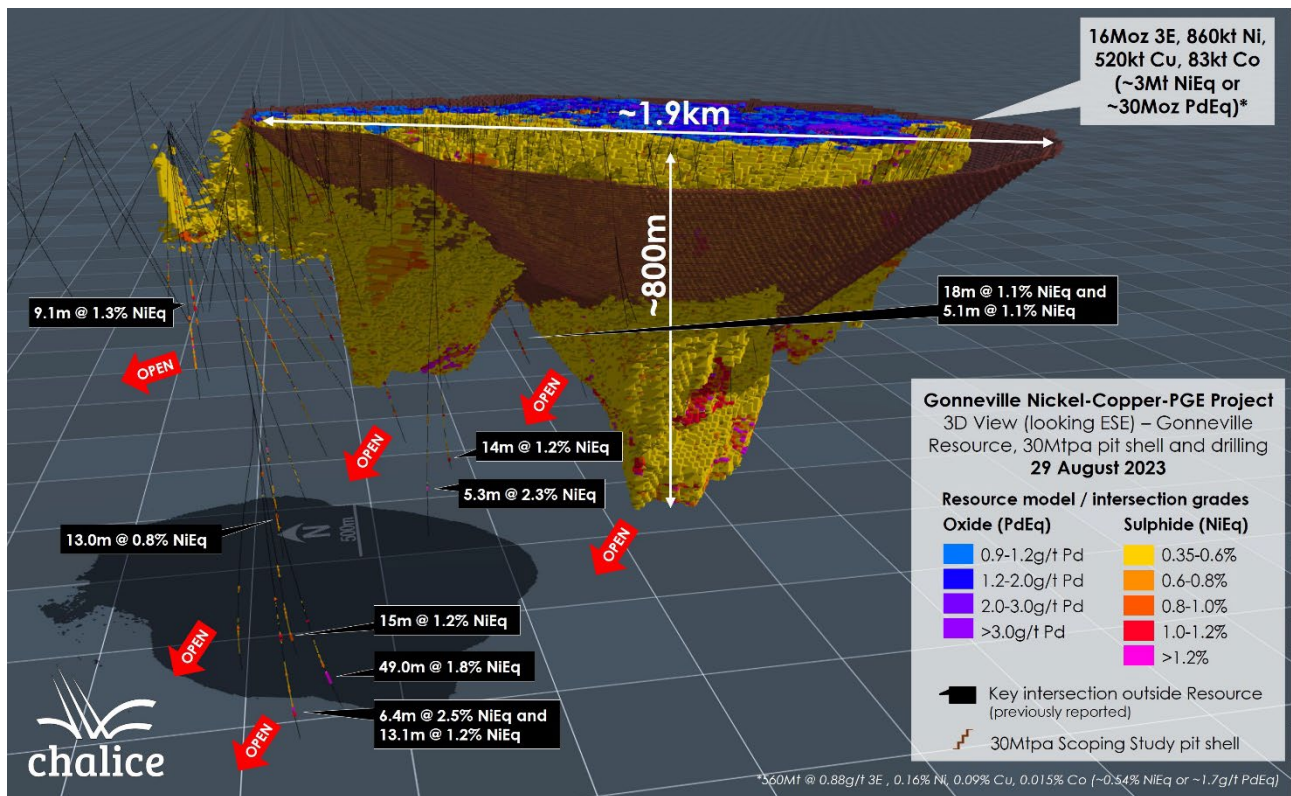 16Moz 3E, 860kt Ni,
520kt Cu, 83kt Co
(~3Mt NiEq or
~30Moz PdEq)*
~1.9km
~800m
9.1m @ 1.3% NiEq
OPEN
18m @ 1.1% NiEq and
5.1m @ 1.1% NiEq
OPEN
OPEN
14m @ 1.2% NiEq
5.3m @ 2.3% NiEq
13.0m @ 0.8% NiEq
N
500m
OPEN
15m @ 1.2% NiEq
OPEN
49.0m @ 1.8% NiEq
6.4m @ 2.5% NiEq and
13.1m @ 1.2% NiEq
OPEN
chalice
Gonneville Nickel-Copper-PGE Project
3D View (looking ESE) – Gonneville
Resource, 30Mtpa pit shell and drilling
29 August 2023
Resource model / intersection grades
Oxide (PdEq)
0.9-1.2g/t Pd
1.2-2.0g/t Pd
2.0-3.0g/t Pd
>3.0g/t Pd
Sulphide (NiEq)
0.35-0.6%
0.6-0.8%
0.8-1.0%
1.0-1.2%
>1.2%
Key intersection outside Resource
(previously reported)
30Mtpa Scoping Study pit shell
*560Mt @ 0.88g/t 3E , 0.16% Ni, 0.09% Cu, 0.015% Co (~0.54% NiEq or ~1.7g/t PdEq)